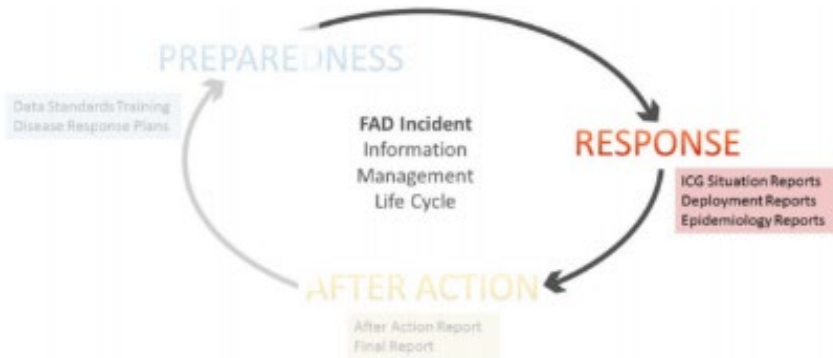 PREPAREDNESS
Data Standards Training
Disease Response Plans
FAD Incident
Information
Management
Life Cycle
RESPONSE
ICG Situation Reports
Deployment Reports
Epidemiology Reports
AFTER ACTION
After Action Report
Final Report